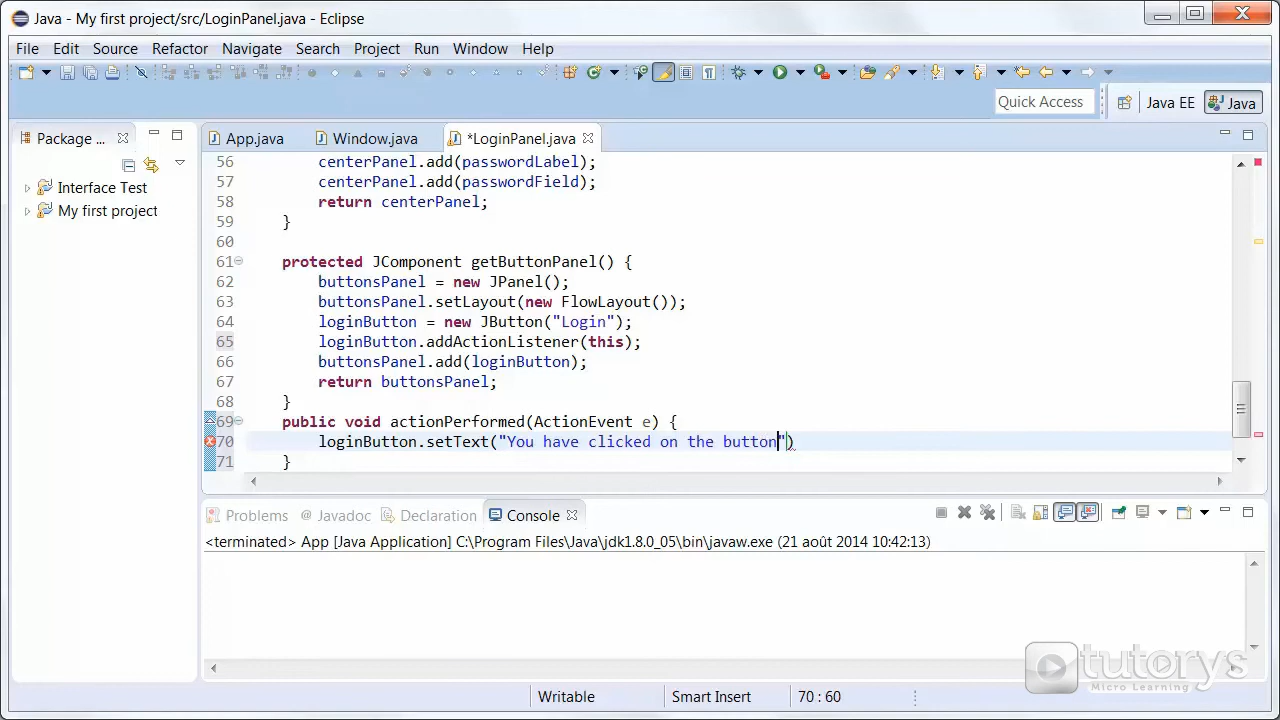 Java - My first project/src/LoginPanel.java - Eclipse
File Edit Source Refactor Navigate Search Project Run Window Help
Quick Access Java EE Java
Package ... App.java Window.java *LoginPanel.java
Interface Test
My first project
56 centerPanel.add(passwordLabel);
57 centerPanel.add(passwordField);
58 return centerPanel;
59 }
60
61 protected JComponent getButtonPanel() {
62 buttonsPanel = new JPanel();
63 buttonsPanel.setLayout(new FlowLayout());
64 loginButton = new JButton("Login");
65 loginButton.addActionListener(this);
66 buttonsPanel.add(loginButton);
67 return buttonsPanel;
68 }
69 public void actionPerformed(ActionEvent e) {
70 loginButton.setText("You have clicked on the button")
71 }
Problems @ Javadoc Declaration Console
<terminated> App [Java Application] C:\Program Files\Java\jdk1.8.0_05\bin\javaw.exe (21 août 2014 10:42:13)
tutorys
Micro Learning
Writable Smart Insert 70 : 60